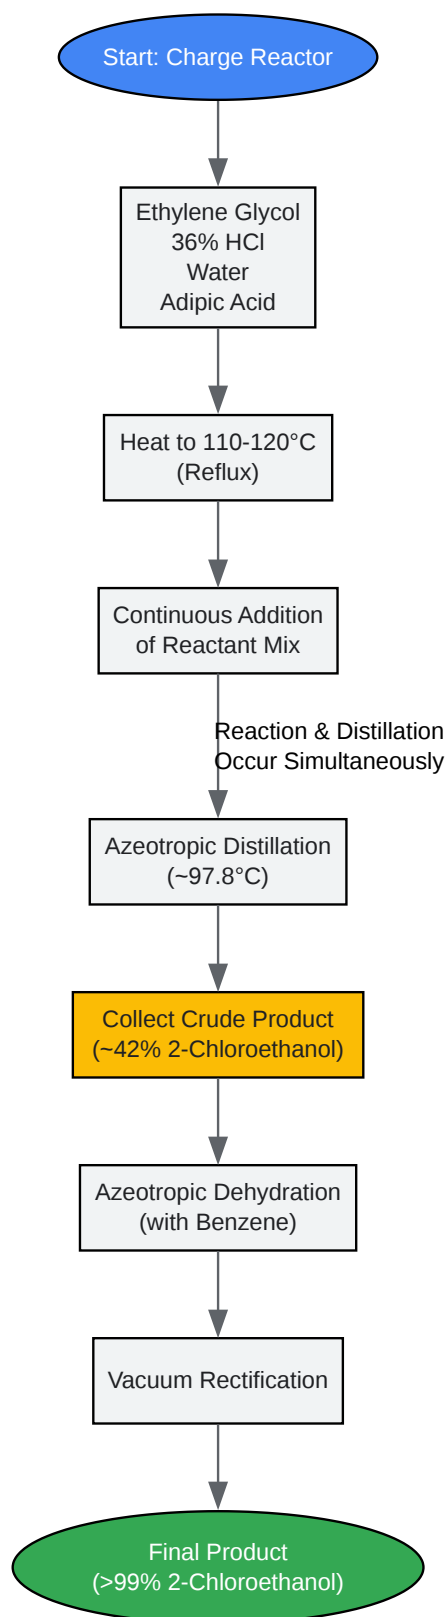 Start: Charge Reactor
Ethylene Glycol
36% HCl
Water
Adipic Acid
Heat to 110-120°C
(Reflux)
Continuous Addition
of Reactant Mix
Reaction & Distillation
Occur Simultaneously
Azeotropic Distillation
(~97.8°C)
Collect Crude Product
(~42% 2-Chloroethanol)
Azeotropic Dehydration
(with Benzene)
Vacuum Rectification
Final Product
(>99% 2-Chloroethanol)